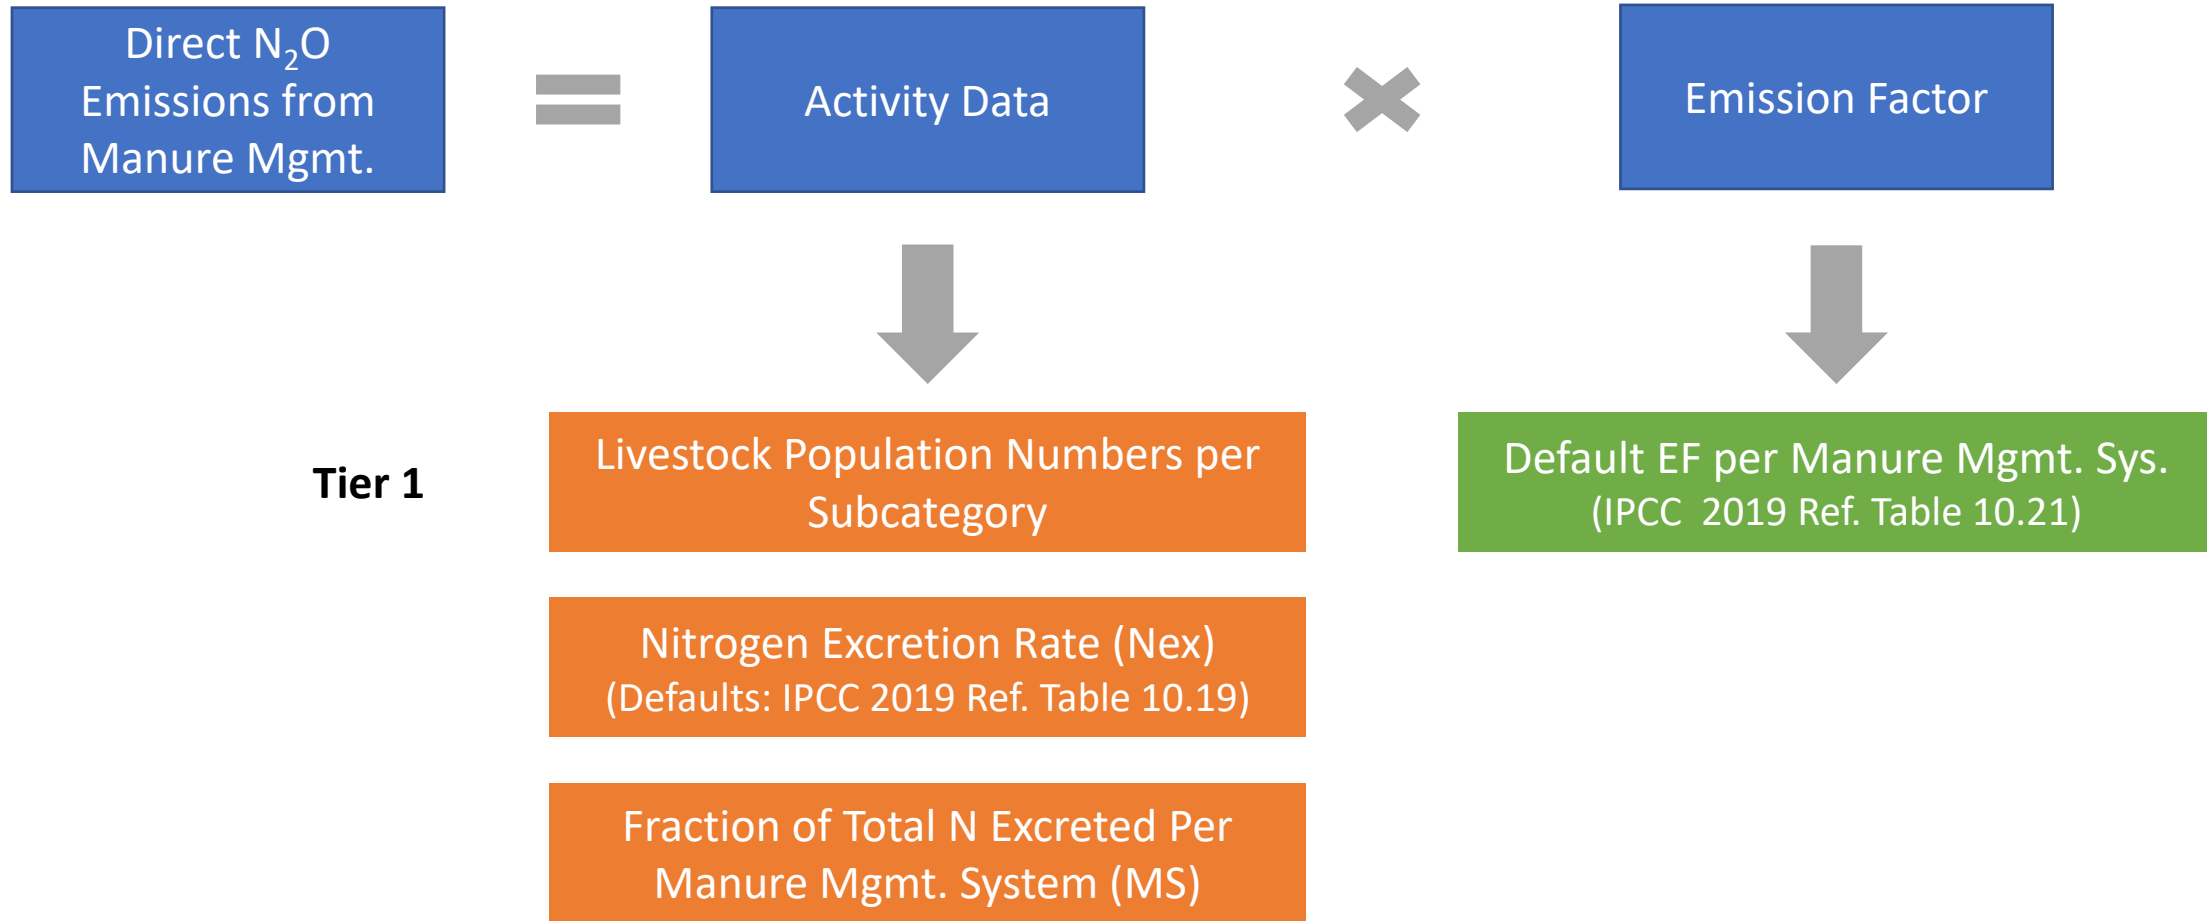 Direct N₂O
Emissions from
Manure Mgmt.
Activity Data
Emission Factor
Tier 1
Livestock Population Numbers per
Subcategory
Default EF per Manure Mgmt. Sys.
(IPCC 2019 Ref. Table 10.21)
Nitrogen Excretion Rate (Nex)
(Defaults: IPCC 2019 Ref. Table 10.19)
Fraction of Total N Excreted Per
Manure Mgmt. System (MS)